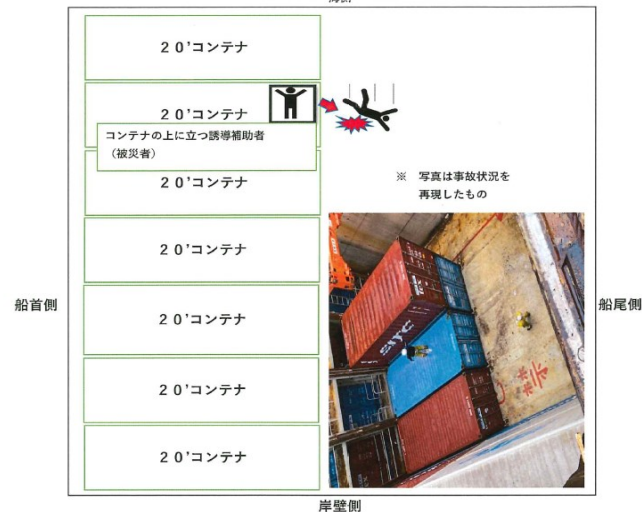 ２０'コンテナ
２０'コンテナ
コンテナの上に立つ誘導補助者
（被災者）
２０'コンテナ
※ 写真は事故状況を
再現したもの
２０'コンテナ
船首側
船尾側
２０'コンテナ
SITC
２０'コンテナ
２０'コンテナ
岸壁側